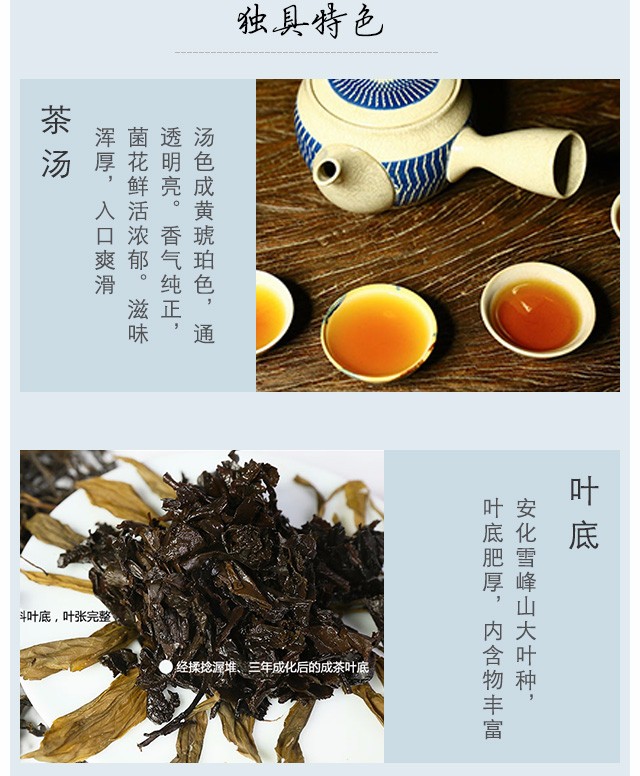 独具特色
茶汤
汤色成黄琥珀色，通
透明亮。香气纯正，
菌花鲜活浓郁。滋味
浑厚，入口爽滑
叶底
安化雪峰山大叶种，
叶底肥厚，内含物丰富
料叶底，叶张完整
经揉捻渥堆、三年成化后的成茶叶底